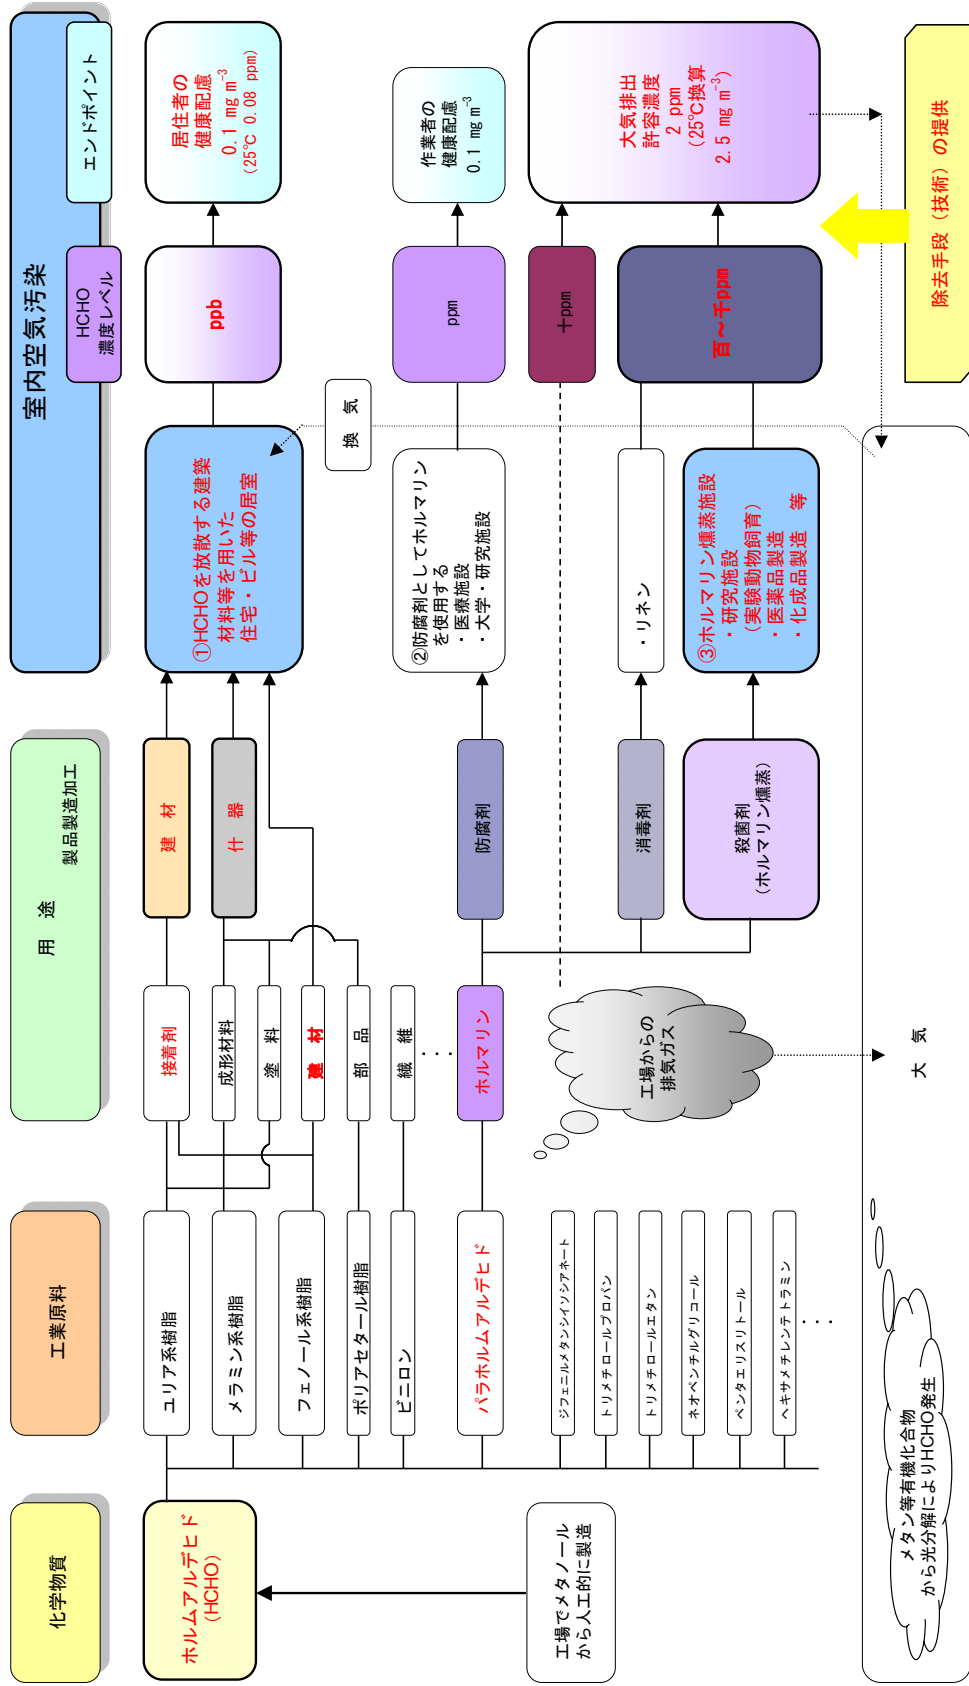 化学物質
工業原料
用　途
製品製造加工
室内空気汚染
HCHO
濃度レベル
エンドポイント
ホルムアルデヒド
(HCHO)
工場でメタノール
から人工的に製造
ユリア系樹脂
メラミン系樹脂
フェノール系樹脂
ポリアセタール樹脂
ビニロン
パラホルムアルデヒド
ジフェニルメタンシイソシアネート
トリメチロールプロパン
トリメチロールエタン
ネオペンチルグリコール
ペンタエリスリトール
ヘキサメチレンテトラミン
・・・
接着剤
成形材料
塗　料
建　材
部　品
繊　維
・・・
ホルマリン
工場からの
排気ガス
建　材
什　器
防腐剤
消毒剤
殺菌剤
(ホルマリン燻蒸)
①HCHOを放散する建築
材料等を用いた
住宅・ビル等の居室
換　気
②防腐剤としてホルマリン
を使用する
・医療施設
・大学・研究施設
・リネン
③ホルマリン燻蒸施設
・研究施設
(実験動物飼育)
・医薬品製造
・化成品製造　等
ppb
ppm
十ppm
百～千ppm
居住者の
健康配慮
0.1 mg m⁻³
(25℃ 0.08 ppm)
作業者の
健康配慮
0.1 mg m⁻³
大気排出
許容濃度
2 ppm
(25℃換算
2.5 mg m⁻³)
除去手段（技術）の提供
大　気
メタン等有機化合物
から光分解によりHCHO発生